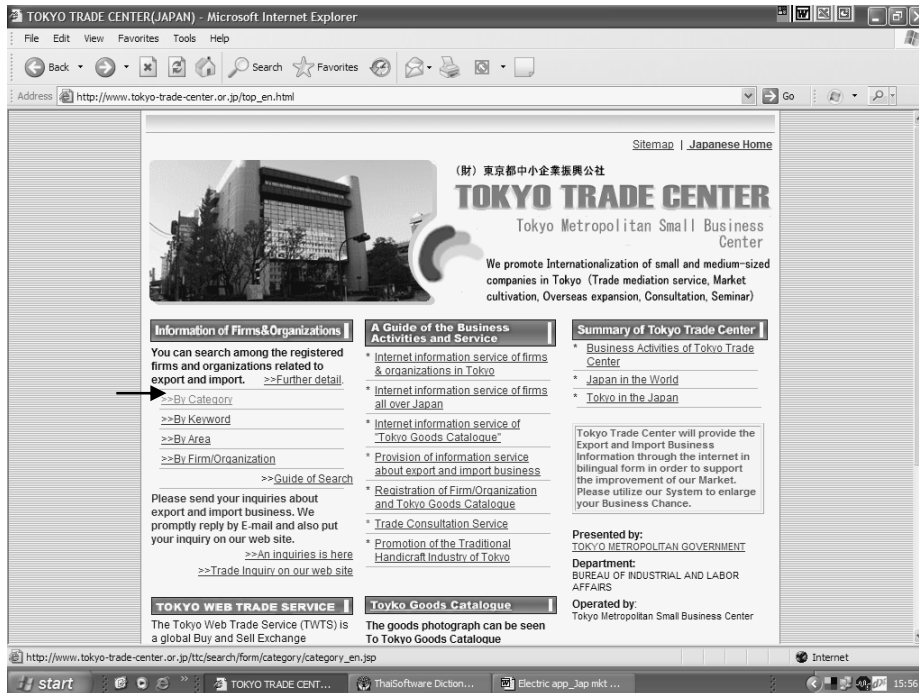 TOKYO TRADE CENTER(JAPAN) - Microsoft Internet Explorer
File Edit View Favorites Tools Help
Back Search Favorites
Address http://www.tokyo-trade-center.or.jp/top_en.html Go
Sitemap | Japanese Home
(財) 東京都中小企業振興公社
TOKYO TRADE CENTER
Tokyo Metropolitan Small Business
Center
We promote Internationalization of small and medium-sized
companies in Tokyo (Trade mediation service, Market
cultivation, Overseas expansion, Consultation, Seminar)
Information of Firms&Organizations
You can search among the registered
firms and organizations related to
export and import. >>Further detail.
>>By Category
>>By Keyword
>>By Area
>>By Firm/Organization
>>Guide of Search
Please send your inquiries about
export and import business. We
promptly reply by E-mail and also put
your inquiry on our web site.
>>An inquiries is here
>>Trade Inquiry on our web site
TOKYO WEB TRADE SERVICE
The Tokyo Web Trade Service (TWTS) is
a global Buy and Sell Exchange
A Guide of the Business
Activities and Service
* Internet information service of firms
& organizations in Tokyo
* Internet information service of firms
all over Japan
* Internet information service of
"Tokyo Goods Catalogue"
* Provision of information service
about export and import business
* Registration of Firm/Organization
and Tokyo Goods Catalogue
* Trade Consultation Service
* Promotion of the Traditional
Handicraft Industry of Tokyo
Toyko Goods Catalogue
The goods photograph can be seen
To Tokyo Goods Catalogue
Summary of Tokyo Trade Center
* Business Activities of Tokyo Trade
Center
* Japan in the World
* Tokyo in the Japan
Tokyo Trade Center will provide the
Export and Import Business
Information through the internet in
bilingual form in order to support
the improvement of our Market.
Please utilize our System to enlarge
your Business Chance.
Presented by:
TOKYO METROPOLITAN GOVERNMENT
Department:
BUREAU OF INDUSTRIAL AND LABOR
AFFAIRS
Operated by:
Tokyo Metropolitan Small Business Center
http://www.tokyo-trade-center.or.jp/ttc/search/form/category/category_en.jsp Internet
start TOKYO TRADE CENT... ThaiSoftware Diction... Electric app_Jap mkt ... 15:56